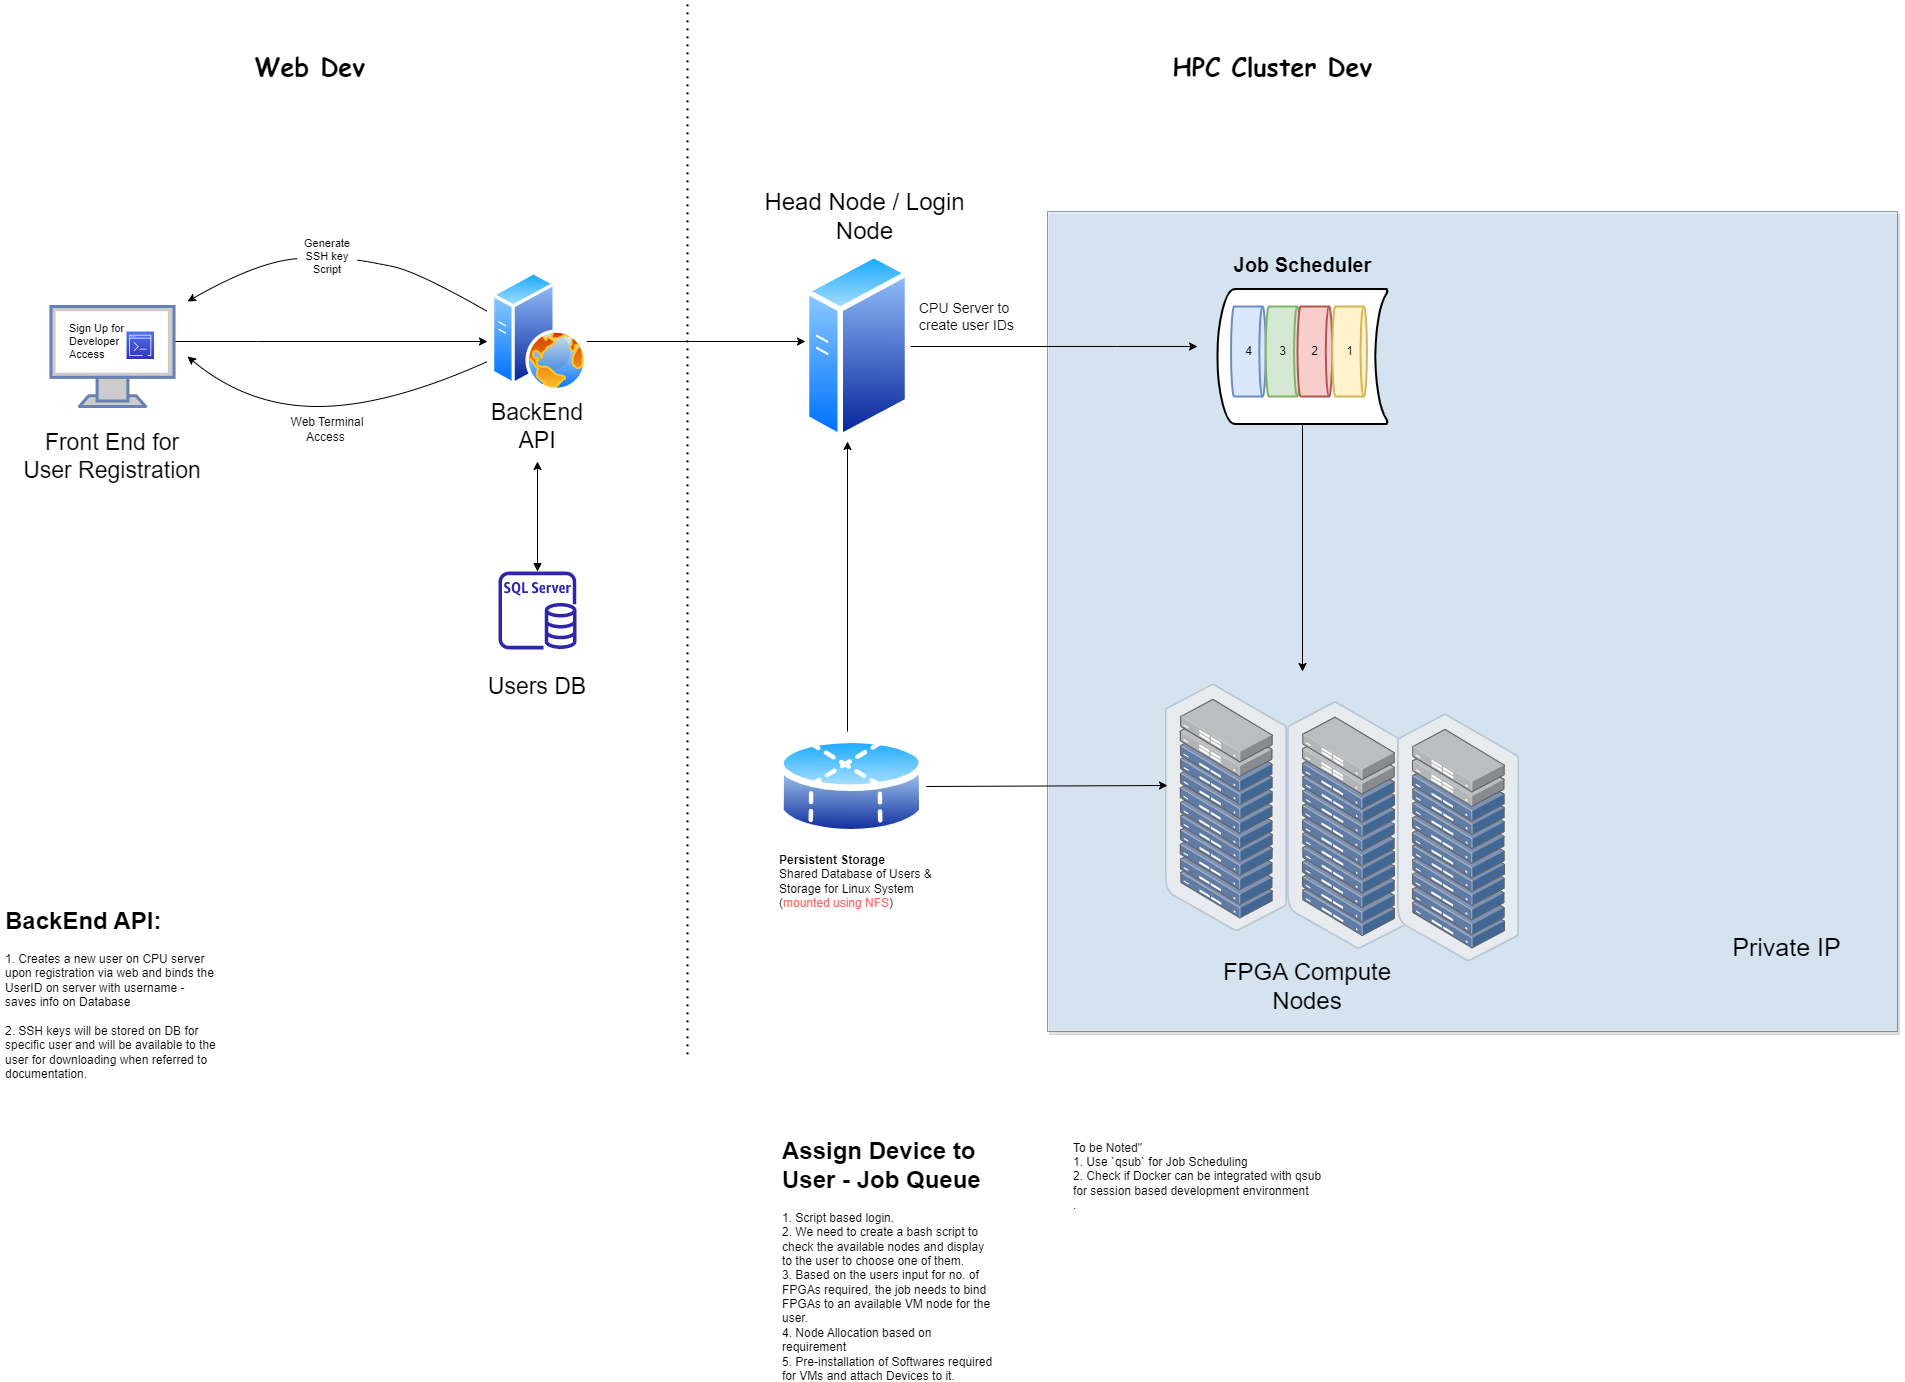 Web Dev
HPC Cluster Dev
Head Node / Login
Node
Generate
SSH key
Script
Job Scheduler
CPU Server to
create user IDs
Sign Up for
Developer
Access
4
3
2
1
BackEnd
API
Web Terminal
Access
Front End for
User Registration
SQL Server
Users DB
Persistent Storage
Shared Database of Users &
Storage for Linux System
(mounted using NFS)
Private IP
FPGA Compute
Nodes
BackEnd API:
1. Creates a new user on CPU server
upon registration via web and binds the
UserID on server with username -
saves info on Database
2. SSH keys will be stored on DB for
specific user and will be available to the
user for downloading when referred to
documentation.
Assign Device to
User - Job Queue
1. Script based login.
2. We need to create a bash script to
check the available nodes and display
to the user to choose one of them.
3. Based on the users input for no. of
FPGAs required, the job needs to bind
FPGAs to an available VM node for the
user.
4. Node Allocation based on
requirement
5. Pre-installation of Softwares required
for VMs and attach Devices to it.
To be Noted"
1. Use `qsub` for Job Scheduling
2. Check if Docker can be integrated with qsub
for session based development environment
.